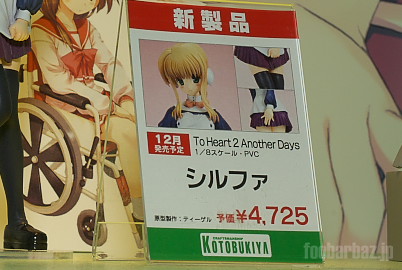 新製品
12月
発売予定
To Heart 2 Another Days
1/8スケール・PVC
シルファ
原型製作:ティーゲル 予価¥4,725
KOTOBUKIYA
foobarbaz.jp